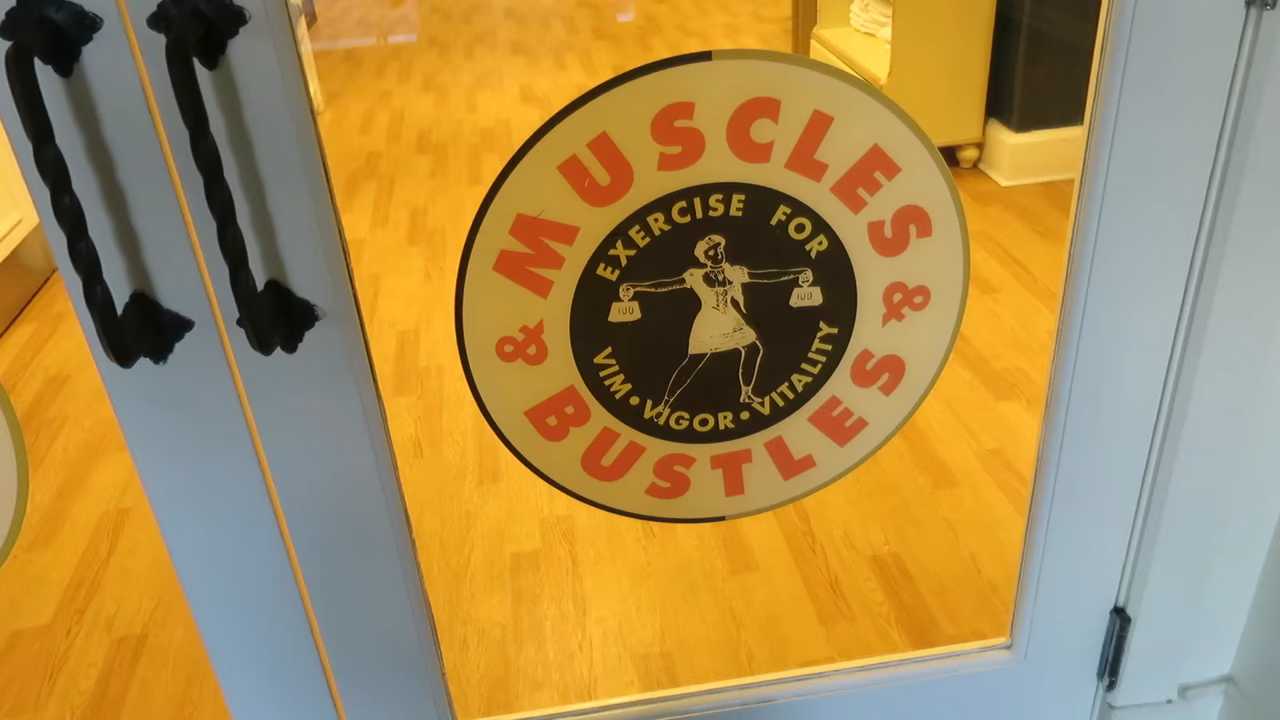 MUSCLES &
BUSTLES &
EXERCISE FOR
VIM • VIGOR • VITALITY
100
100